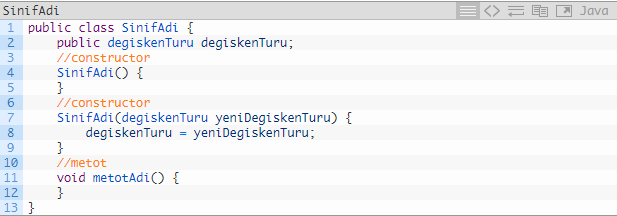 SinifAdi Java
1 public class SinifAdi {
2 public degiskenTuru degiskenTuru;
3 //constructor
4 SinifAdi() {
5 }
6 //constructor
7 SinifAdi(degiskenTuru yeniDegiskenTuru) {
8 degiskenTuru = yeniDegiskenTuru;
9 }
10 //metot
11 void metotAdi() {
12 }
13 }